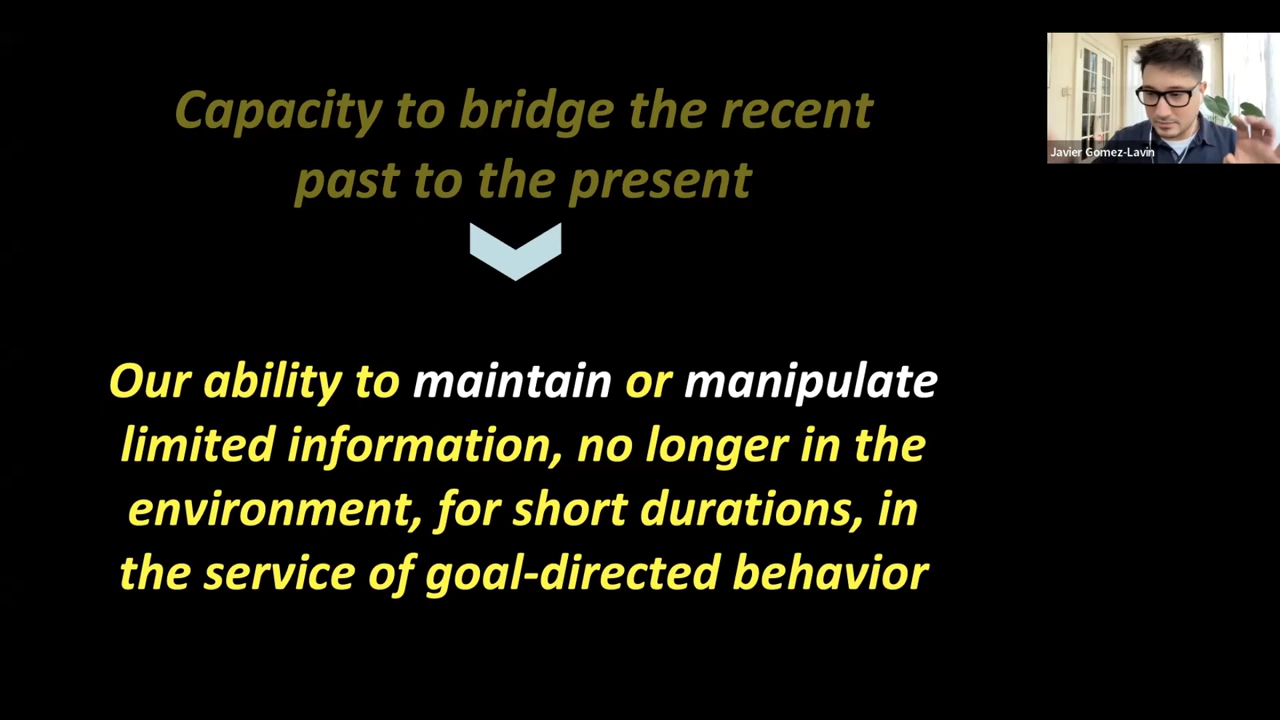 Capacity to bridge the recent
past to the present
Our ability to maintain or manipulate
limited information, no longer in the
environment, for short durations, in
the service of goal-directed behavior
Javier Gomez-Lavin